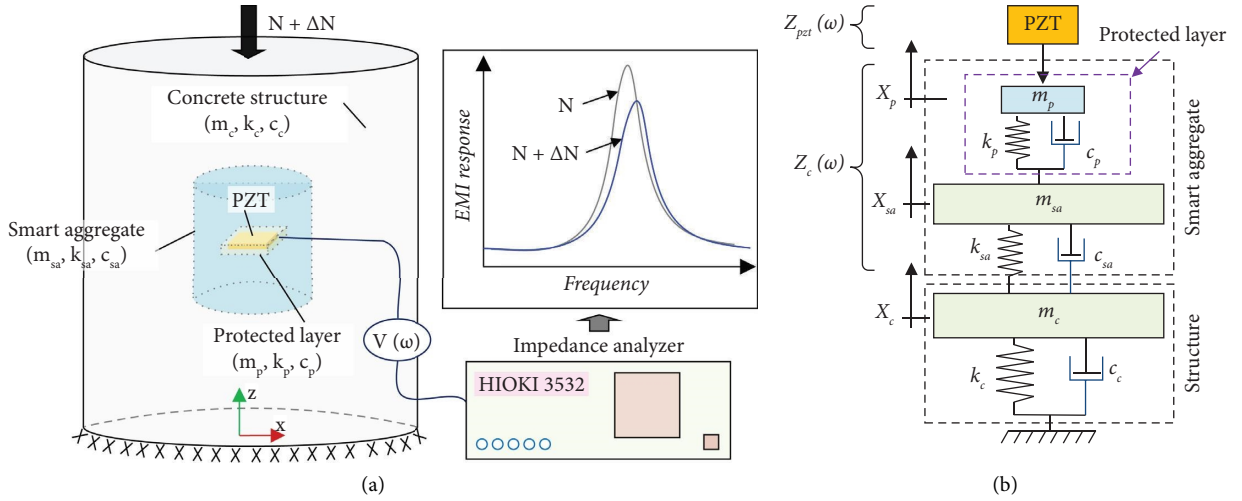 N + ΔN
Concrete structure
(m_c, k_c, c_c)
PZT
Smart aggregate
(m_sa, k_sa, c_sa)
Protected layer
(m_p, k_p, c_p)
V (ω)
z
x
EMI response
N
N + ΔN
Frequency
Impedance analyzer
HIOKI 3532
(a)
Z_pzt (ω)
PZT
Protected layer
X_p
m_p
k_p
c_p
Z_c (ω)
Smart aggregate
X_sa
m_sa
k_sa
c_sa
X_c
m_c
k_c
c_c
Structure
(b)